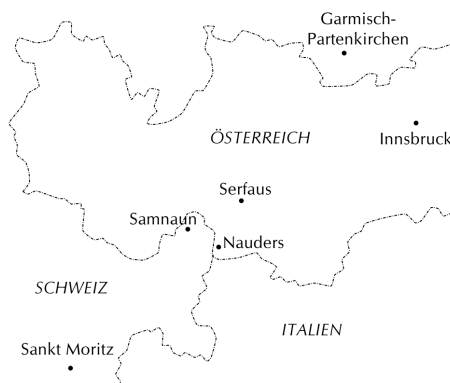 Garmisch-
Partenkirchen
ÖSTERREICH
Innsbruck
Serfaus
Samnaun
Nauders
SCHWEIZ
ITALIEN
Sankt Moritz